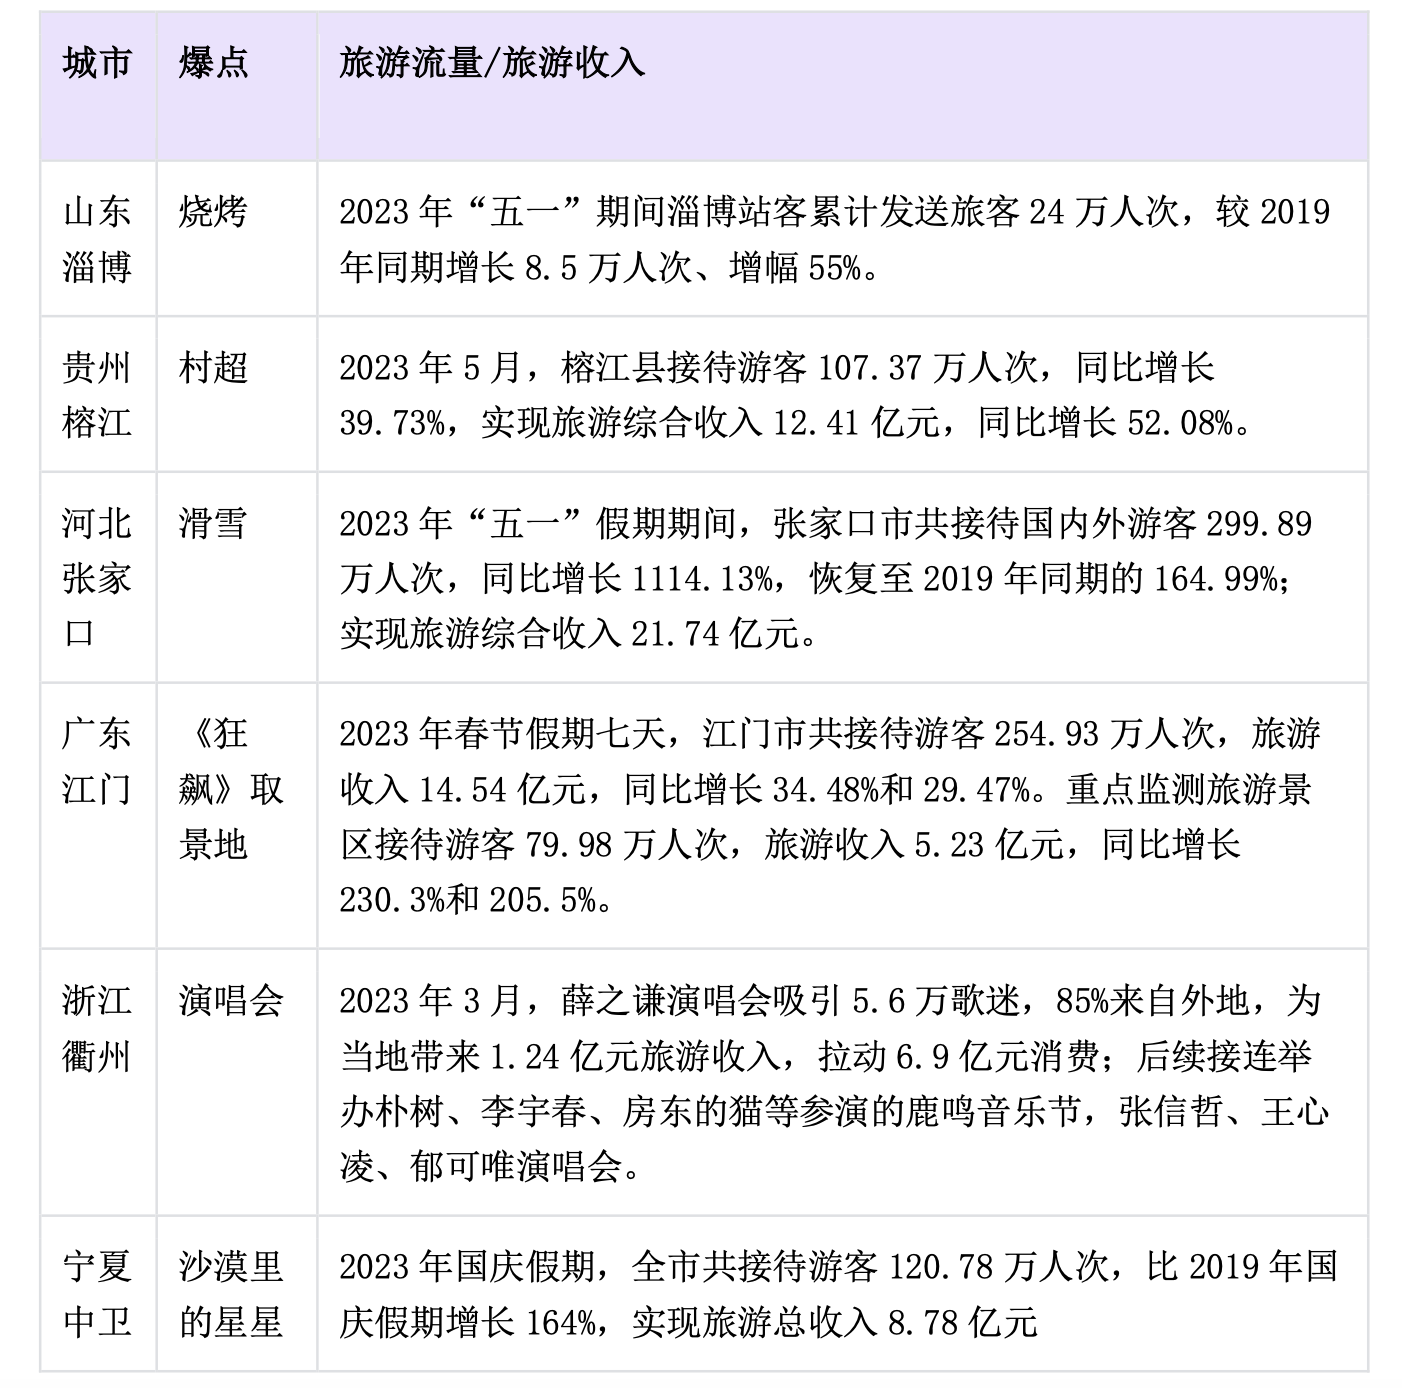 城市
爆点
旅游流量/旅游收入
山东
淄博
烧烤
2023 年“五一”期间淄博站客累计发送旅客 24 万人次，较 2019
年同期增长 8.5 万人次、增幅 55%。
贵州
榕江
村超
2023 年 5 月，榕江县接待游客 107.37 万人次，同比增长
39.73%，实现旅游综合收入 12.41 亿元，同比增长 52.08%。
河北
张家
口
滑雪
2023 年“五一”假期期间，张家口市共接待国内外游客 299.89
万人次，同比增长 1114.13%，恢复至 2019 年同期的 164.99%；
实现旅游综合收入 21.74 亿元。
广东
江门
《狂
飙》取
景地
2023 年春节假期七天，江门市共接待游客 254.93 万人次，旅游
收入 14.54 亿元，同比增长 34.48%和 29.47%。重点监测旅游景
区接待游客 79.98 万人次，旅游收入 5.23 亿元，同比增长
230.3%和 205.5%。
浙江
衢州
演唱会
2023 年 3 月，薛之谦演唱会吸引 5.6 万歌迷，85%来自外地，为
当地带来 1.24 亿元旅游收入，拉动 6.9 亿元消费；后续接连举
办朴树、李宇春、房东的猫等参演的鹿鸣音乐节，张信哲、王心
凌、郁可唯演唱会。
宁夏
中卫
沙漠里
的星星
2023 年国庆假期，全市共接待游客 120.78 万人次，比 2019 年国
庆假期增长 164%，实现旅游总收入 8.78 亿元